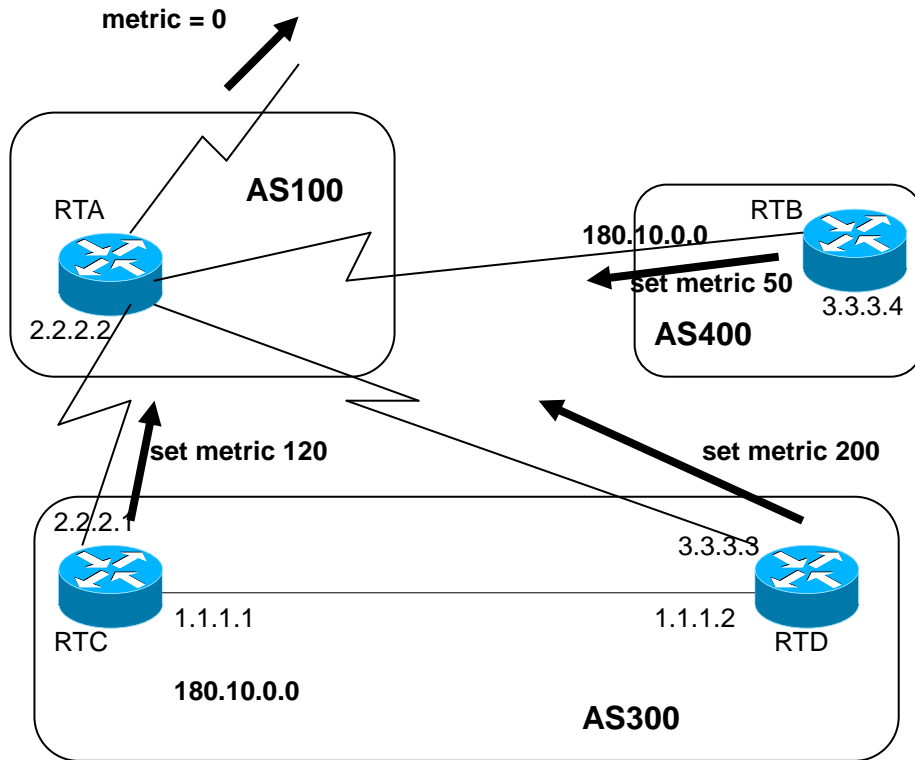 metric = 0
AS100
RTA
RTB
180.10.0.0
set metric 50
3.3.3.4
2.2.2.2
AS400
set metric 120
set metric 200
2.2.2.1
3.3.3.3
1.1.1.1
1.1.1.2
RTC
RTD
180.10.0.0
AS300